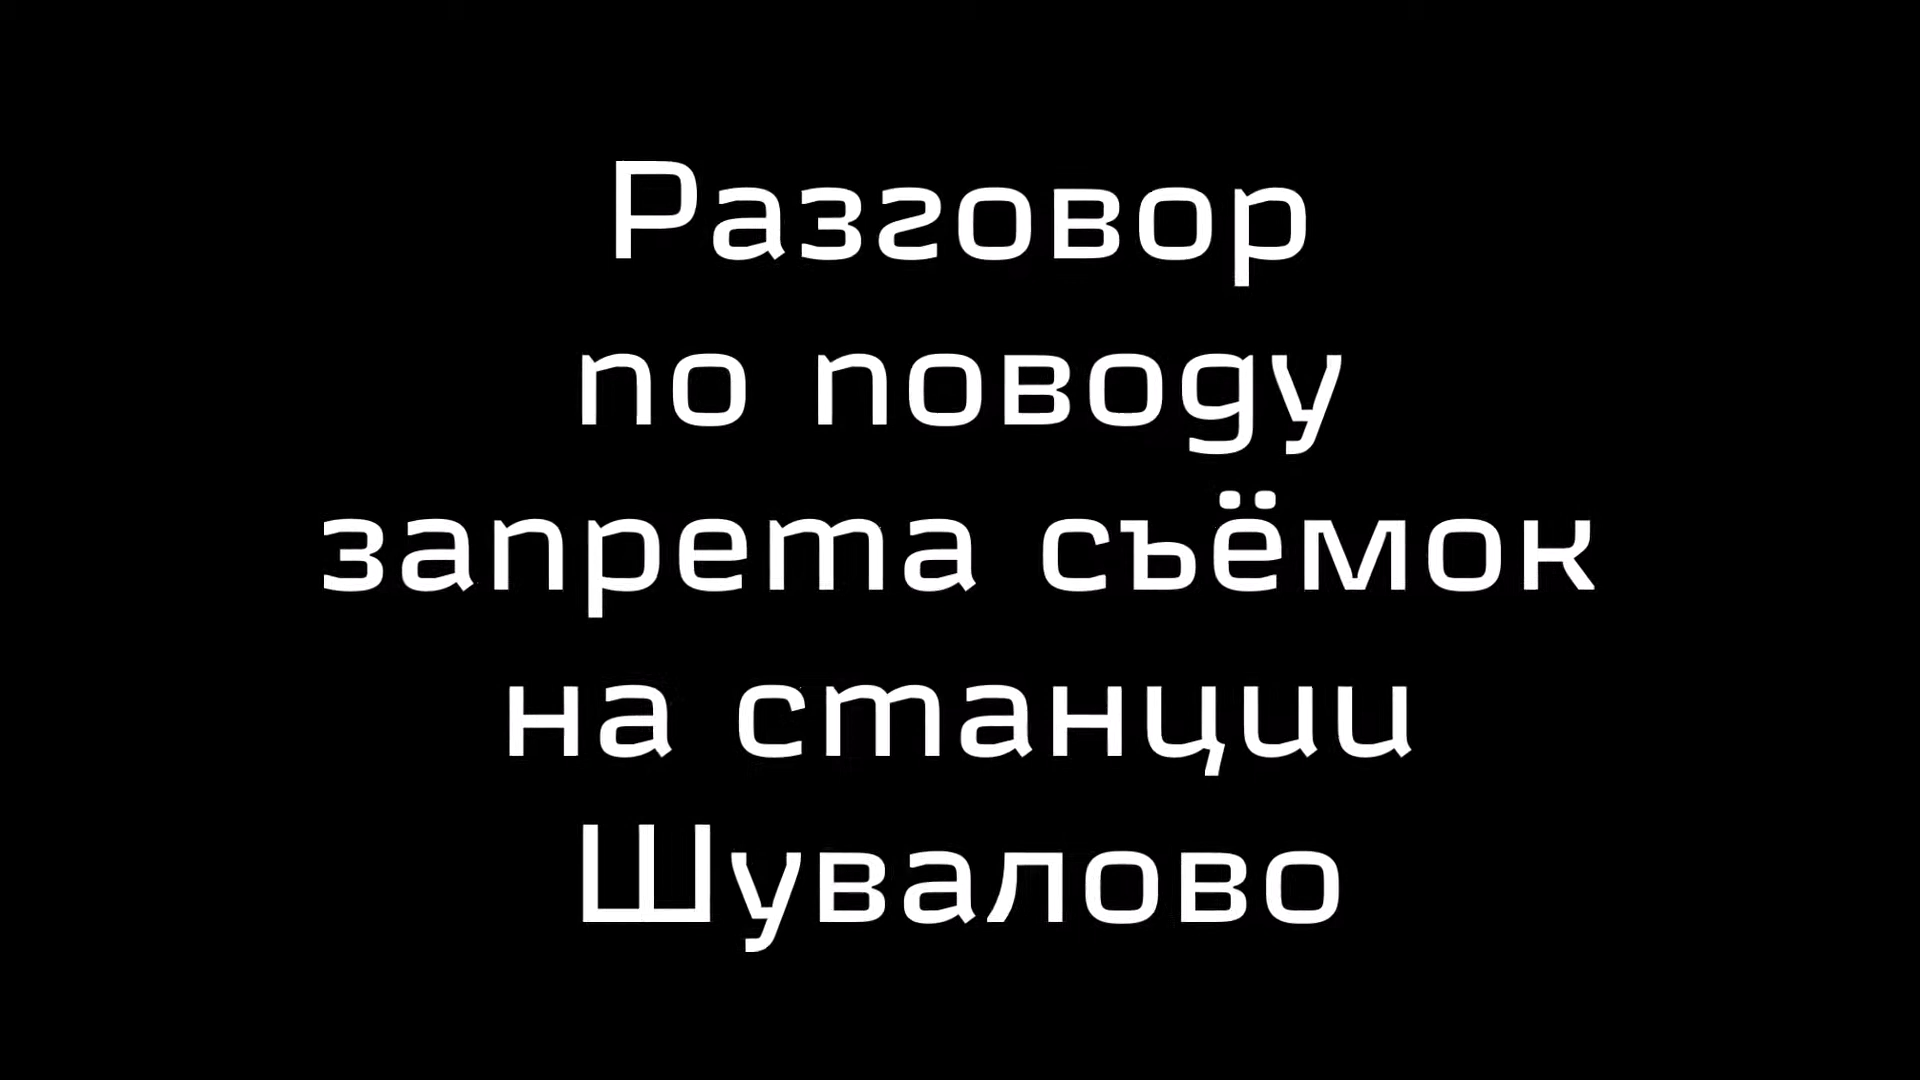 Разговор
по поводу
запрета съёмок
на станции
Шувалово